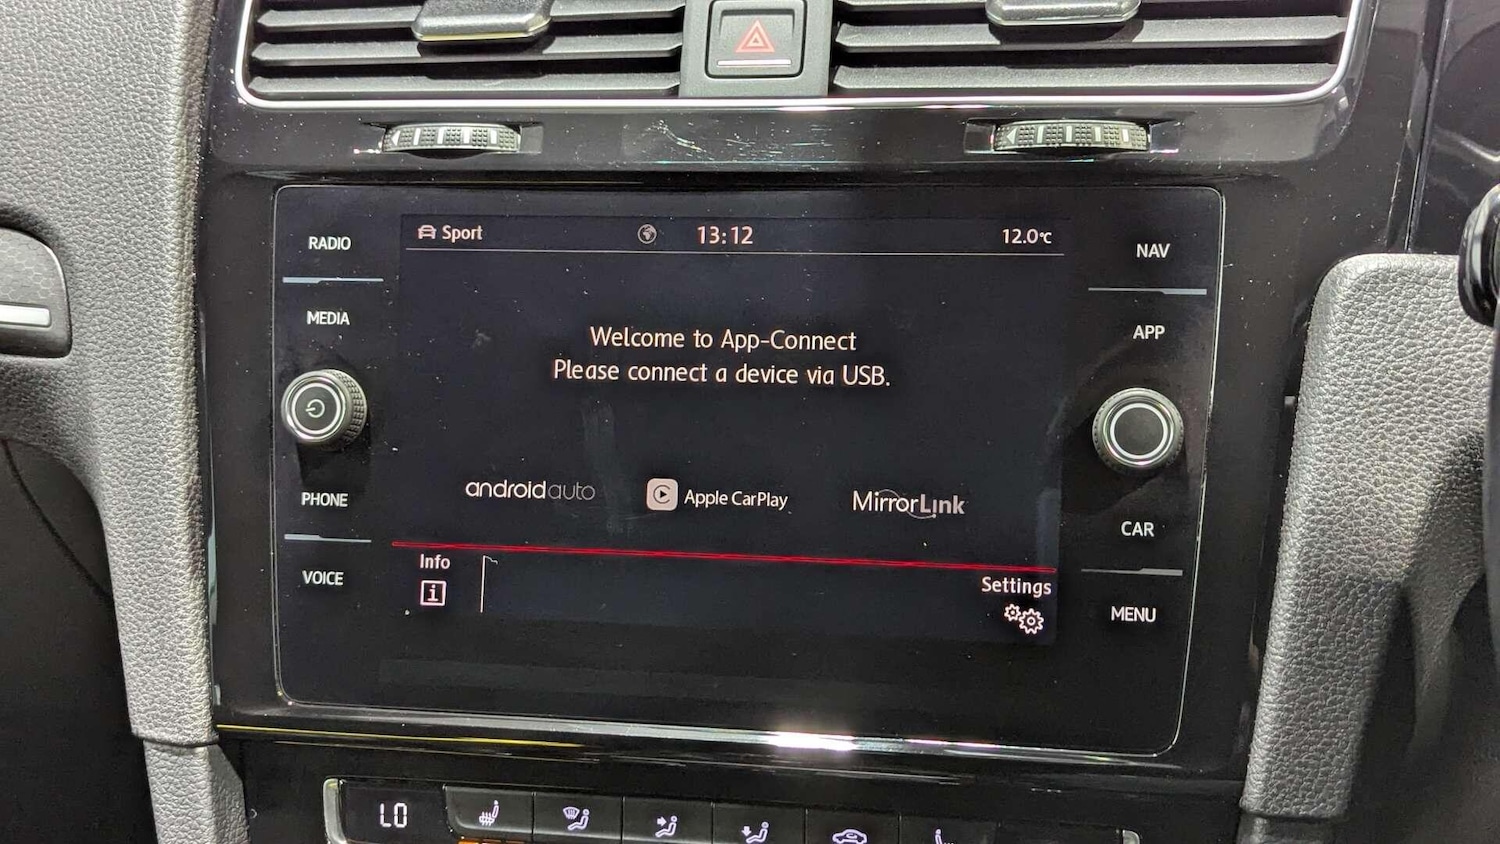 RADIO
MEDIA
PHONE
VOICE
Sport
13:12
12.0°C
Welcome to App-Connect
Please connect a device via USB.
androidauto
Apple CarPlay
MirrorLink
Info
i
Settings
NAV
APP
CAR
MENU
LO